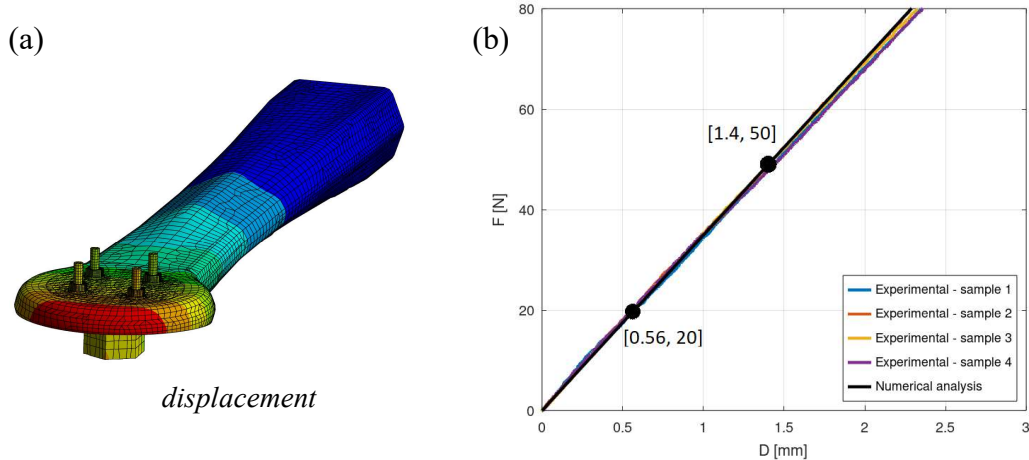 (a)
displacement
(b)
80
60
40
20
0
F [N]
[1.4, 50]
[0.56, 20]
Experimental - sample 1
Experimental - sample 2
Experimental - sample 3
Experimental - sample 4
Numerical analysis
0
0.5
1
1.5
2
2.5
3
D [mm]